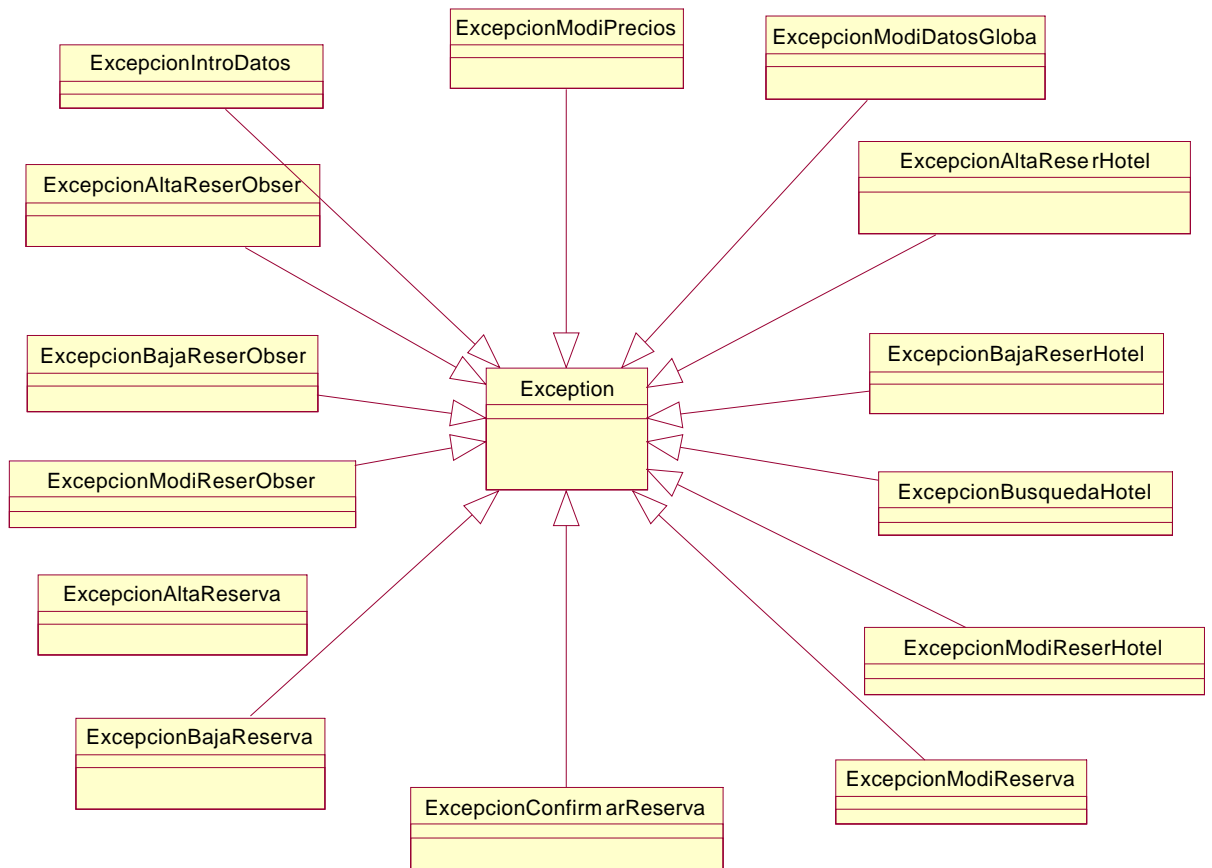 ExcepcionModiPrecios
ExcepcionModiDatosGloba
ExcepcionIntroDatos
ExcepcionAltaReserHotel
ExcepcionAltaReserObser
ExcepcionBajaReserHotel
ExcepcionBajaReserObser
Exception
ExcepcionModiReserObser
ExcepcionBusquedaHotel
ExcepcionAltaReserva
ExcepcionModiReserHotel
ExcepcionBajaReserva
ExcepcionModiReserva
ExcepcionConfirmarReserva